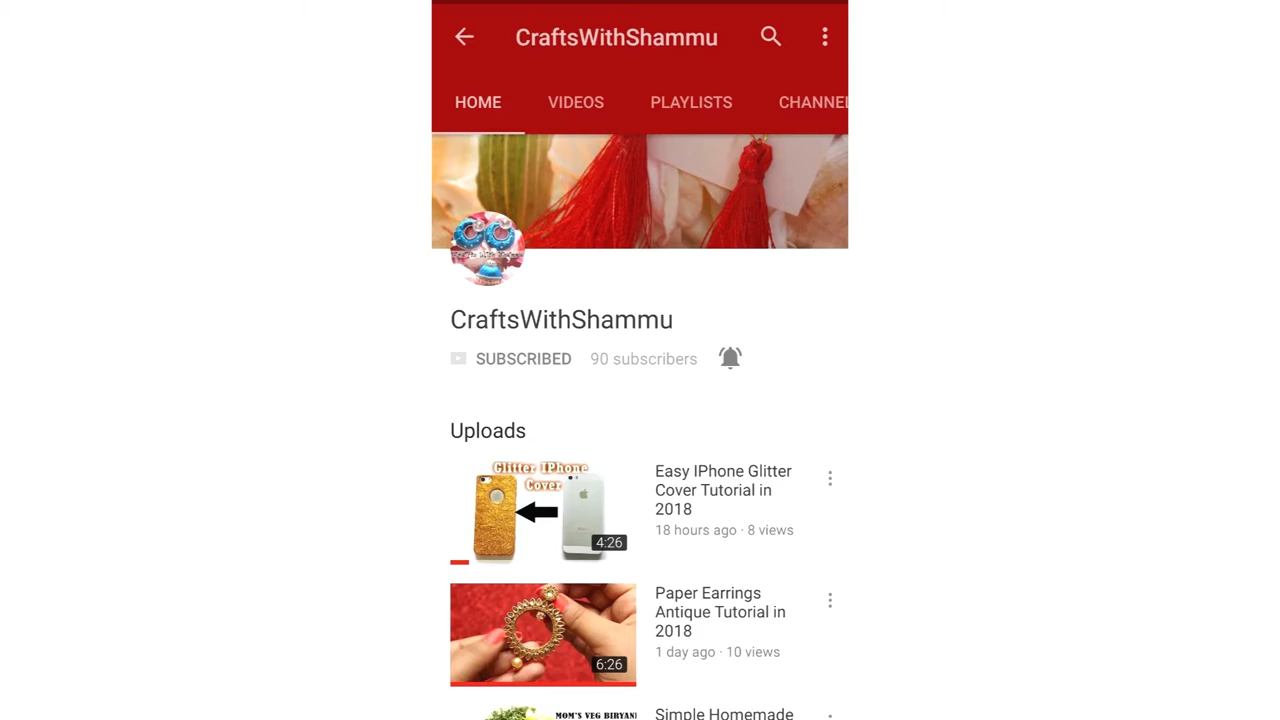 CraftsWithShammu
HOME VIDEOS PLAYLISTS CHANNEL
CraftsWithShammu
SUBSCRIBED 90 subscribers
Uploads
Glitter IPhone
Cover
4:26
Easy IPhone Glitter
Cover Tutorial in
2018
18 hours ago · 8 views
6:26
Paper Earrings
Antique Tutorial in
2018
1 day ago · 10 views
MOM'S VEG BIRYANI
Simple Homemade